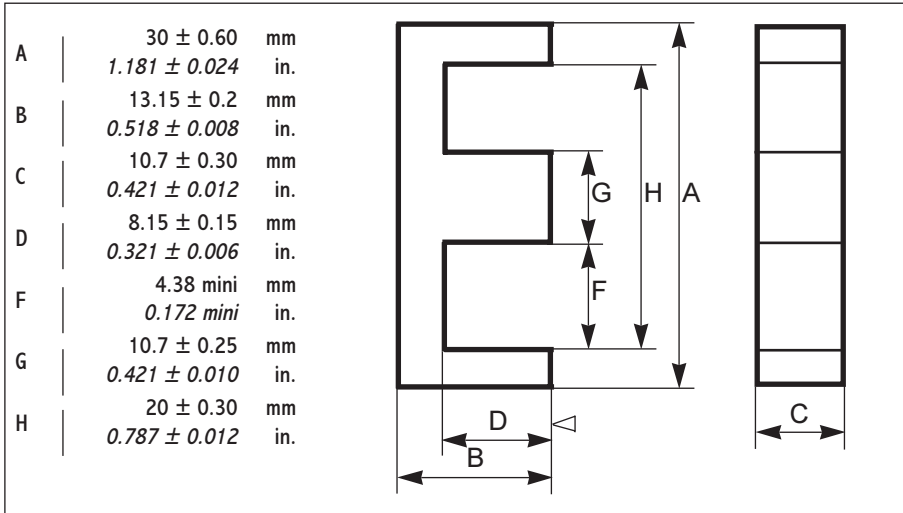 A 30 ± 0.60 mm
1.181 ± 0.024 in.
B 13.15 ± 0.2 mm
0.518 ± 0.008 in.
C 10.7 ± 0.30 mm
0.421 ± 0.012 in.
D 8.15 ± 0.15 mm
0.321 ± 0.006 in.
F 4.38 mini mm
0.172 mini in.
G 10.7 ± 0.25 mm
0.421 ± 0.010 in.
H 20 ± 0.30 mm
0.787 ± 0.012 in.
G H A
F
D
B
C